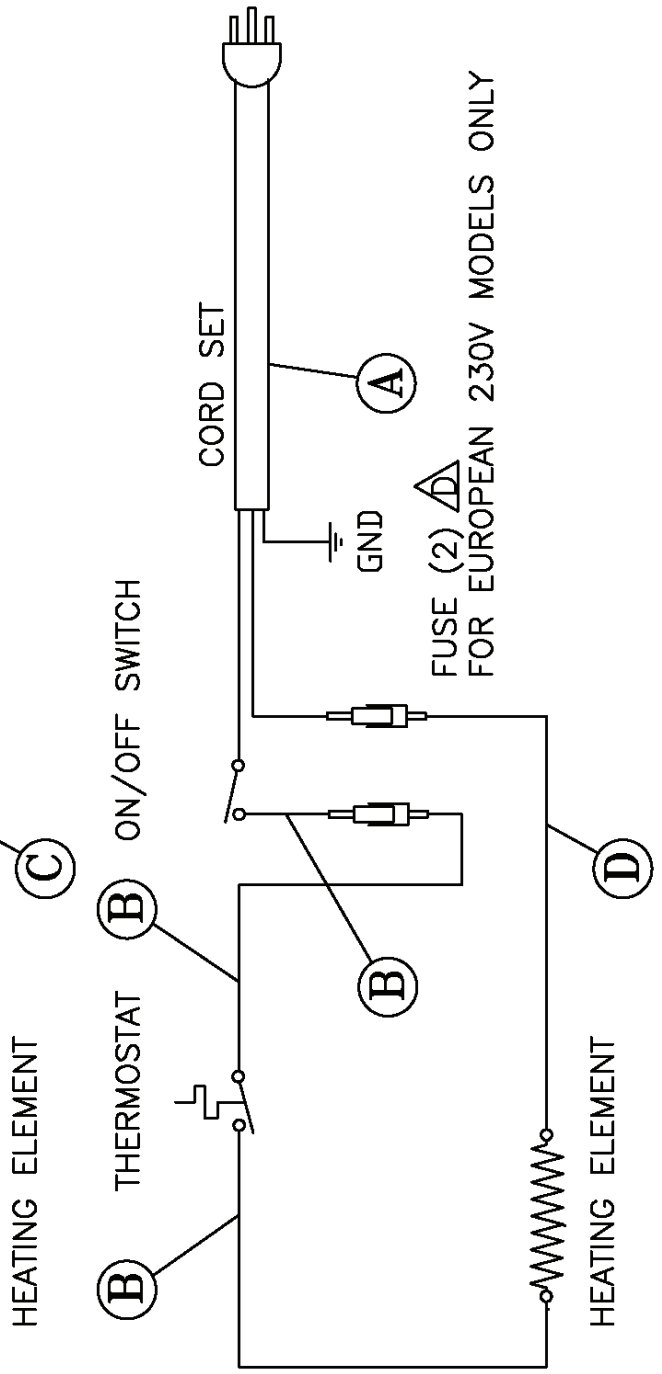 HEATING ELEMENT
C
B
THERMOSTAT
B
ON/OFF SWITCH
CORD SET
A
GND
B
FUSE (2) D
FOR EUROPEAN 230V MODELS ONLY
D
HEATING ELEMENT